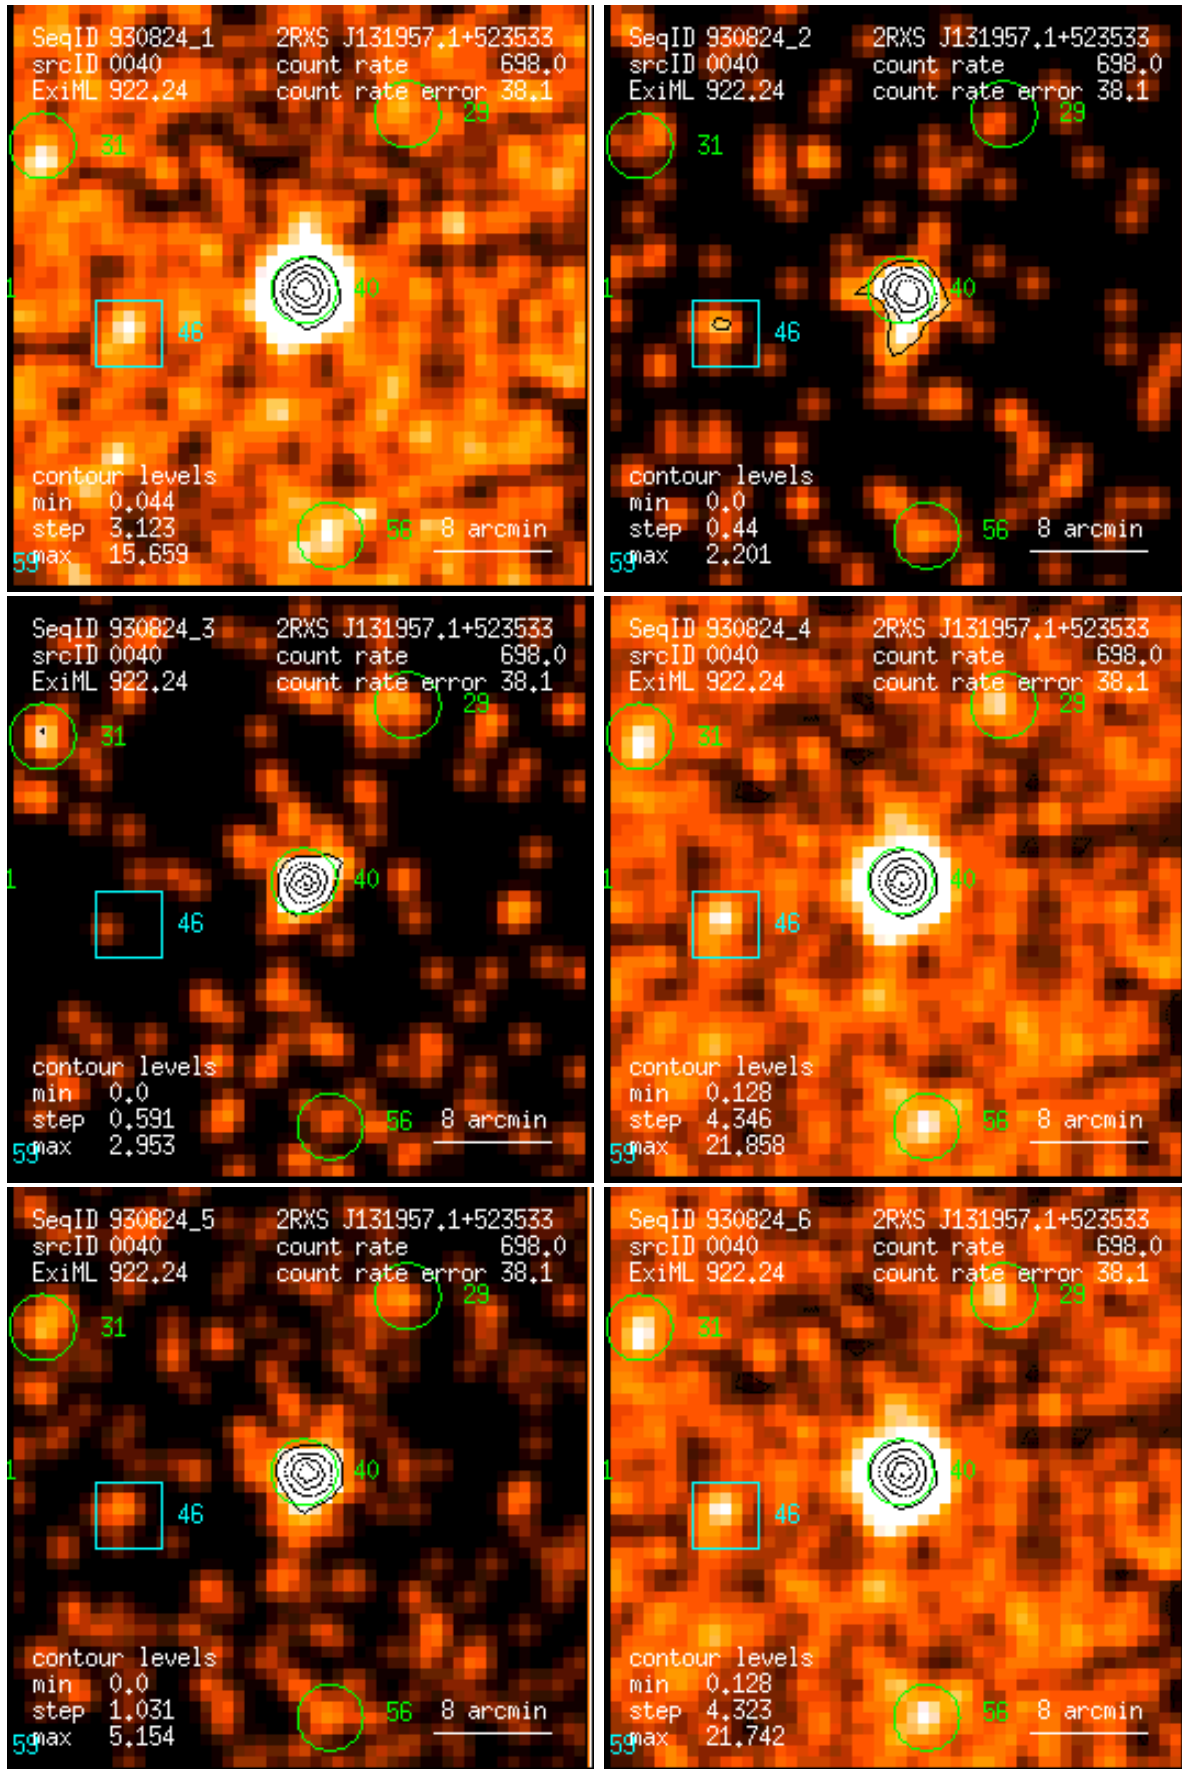 SeqID 930824_1 2RXS J131957.1+523533
srcID 0040 count rate 698.0
ExiML 922.24 count rate error 38.1
29
31
1
40
46
contour levels
min 0.044
step 3.123 56 8 arcmin
59 max 15.659
SeqID 930824_2 2RXS J131957.1+523533
srcID 0040 count rate 698.0
ExiML 922.24 count rate error 38.1
29
31
1
40
46
contour levels
min 0.0
step 0.44 56 8 arcmin
59 max 2.201
SeqID 930824_3 2RXS J131957.1+523533
srcID 0040 count rate 698.0
ExiML 922.24 count rate error 38.1
29
31
1
40
46
contour levels
min 0.0
step 0.591 56 8 arcmin
59 max 2.953
SeqID 930824_4 2RXS J131957.1+523533
srcID 0040 count rate 698.0
ExiML 922.24 count rate error 38.1
29
31
1
40
46
contour levels
min 0.128
step 4.346 56 8 arcmin
59 max 21.858
SeqID 930824_5 2RXS J131957.1+523533
srcID 0040 count rate 698.0
ExiML 922.24 count rate error 38.1
29
31
1
40
46
contour levels
min 0.0
step 1.031 56 8 arcmin
59 max 5.154
SeqID 930824_6 2RXS J131957.1+523533
srcID 0040 count rate 698.0
ExiML 922.24 count rate error 38.1
29
31
1
40
46
contour levels
min 0.128
step 4.323 56 8 arcmin
59 max 21.742